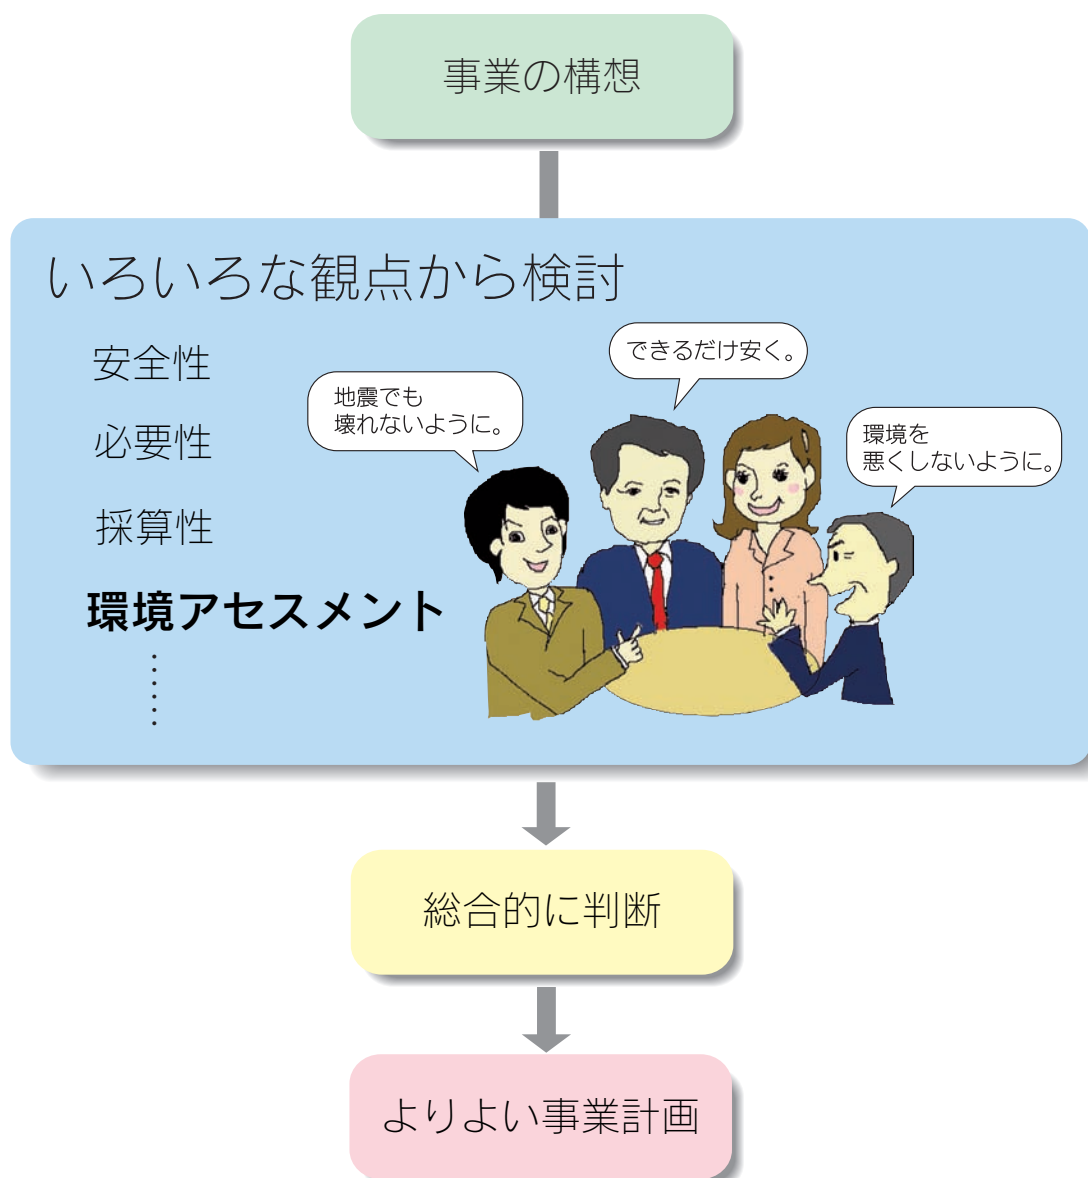 事業の構想
いろいろな観点から検討
安全性
必要性
採算性
環境アセスメント
……
地震でも
壊れないように。
できるだけ安く。
環境を
悪くしないように。
総合的に判断
よりよい事業計画